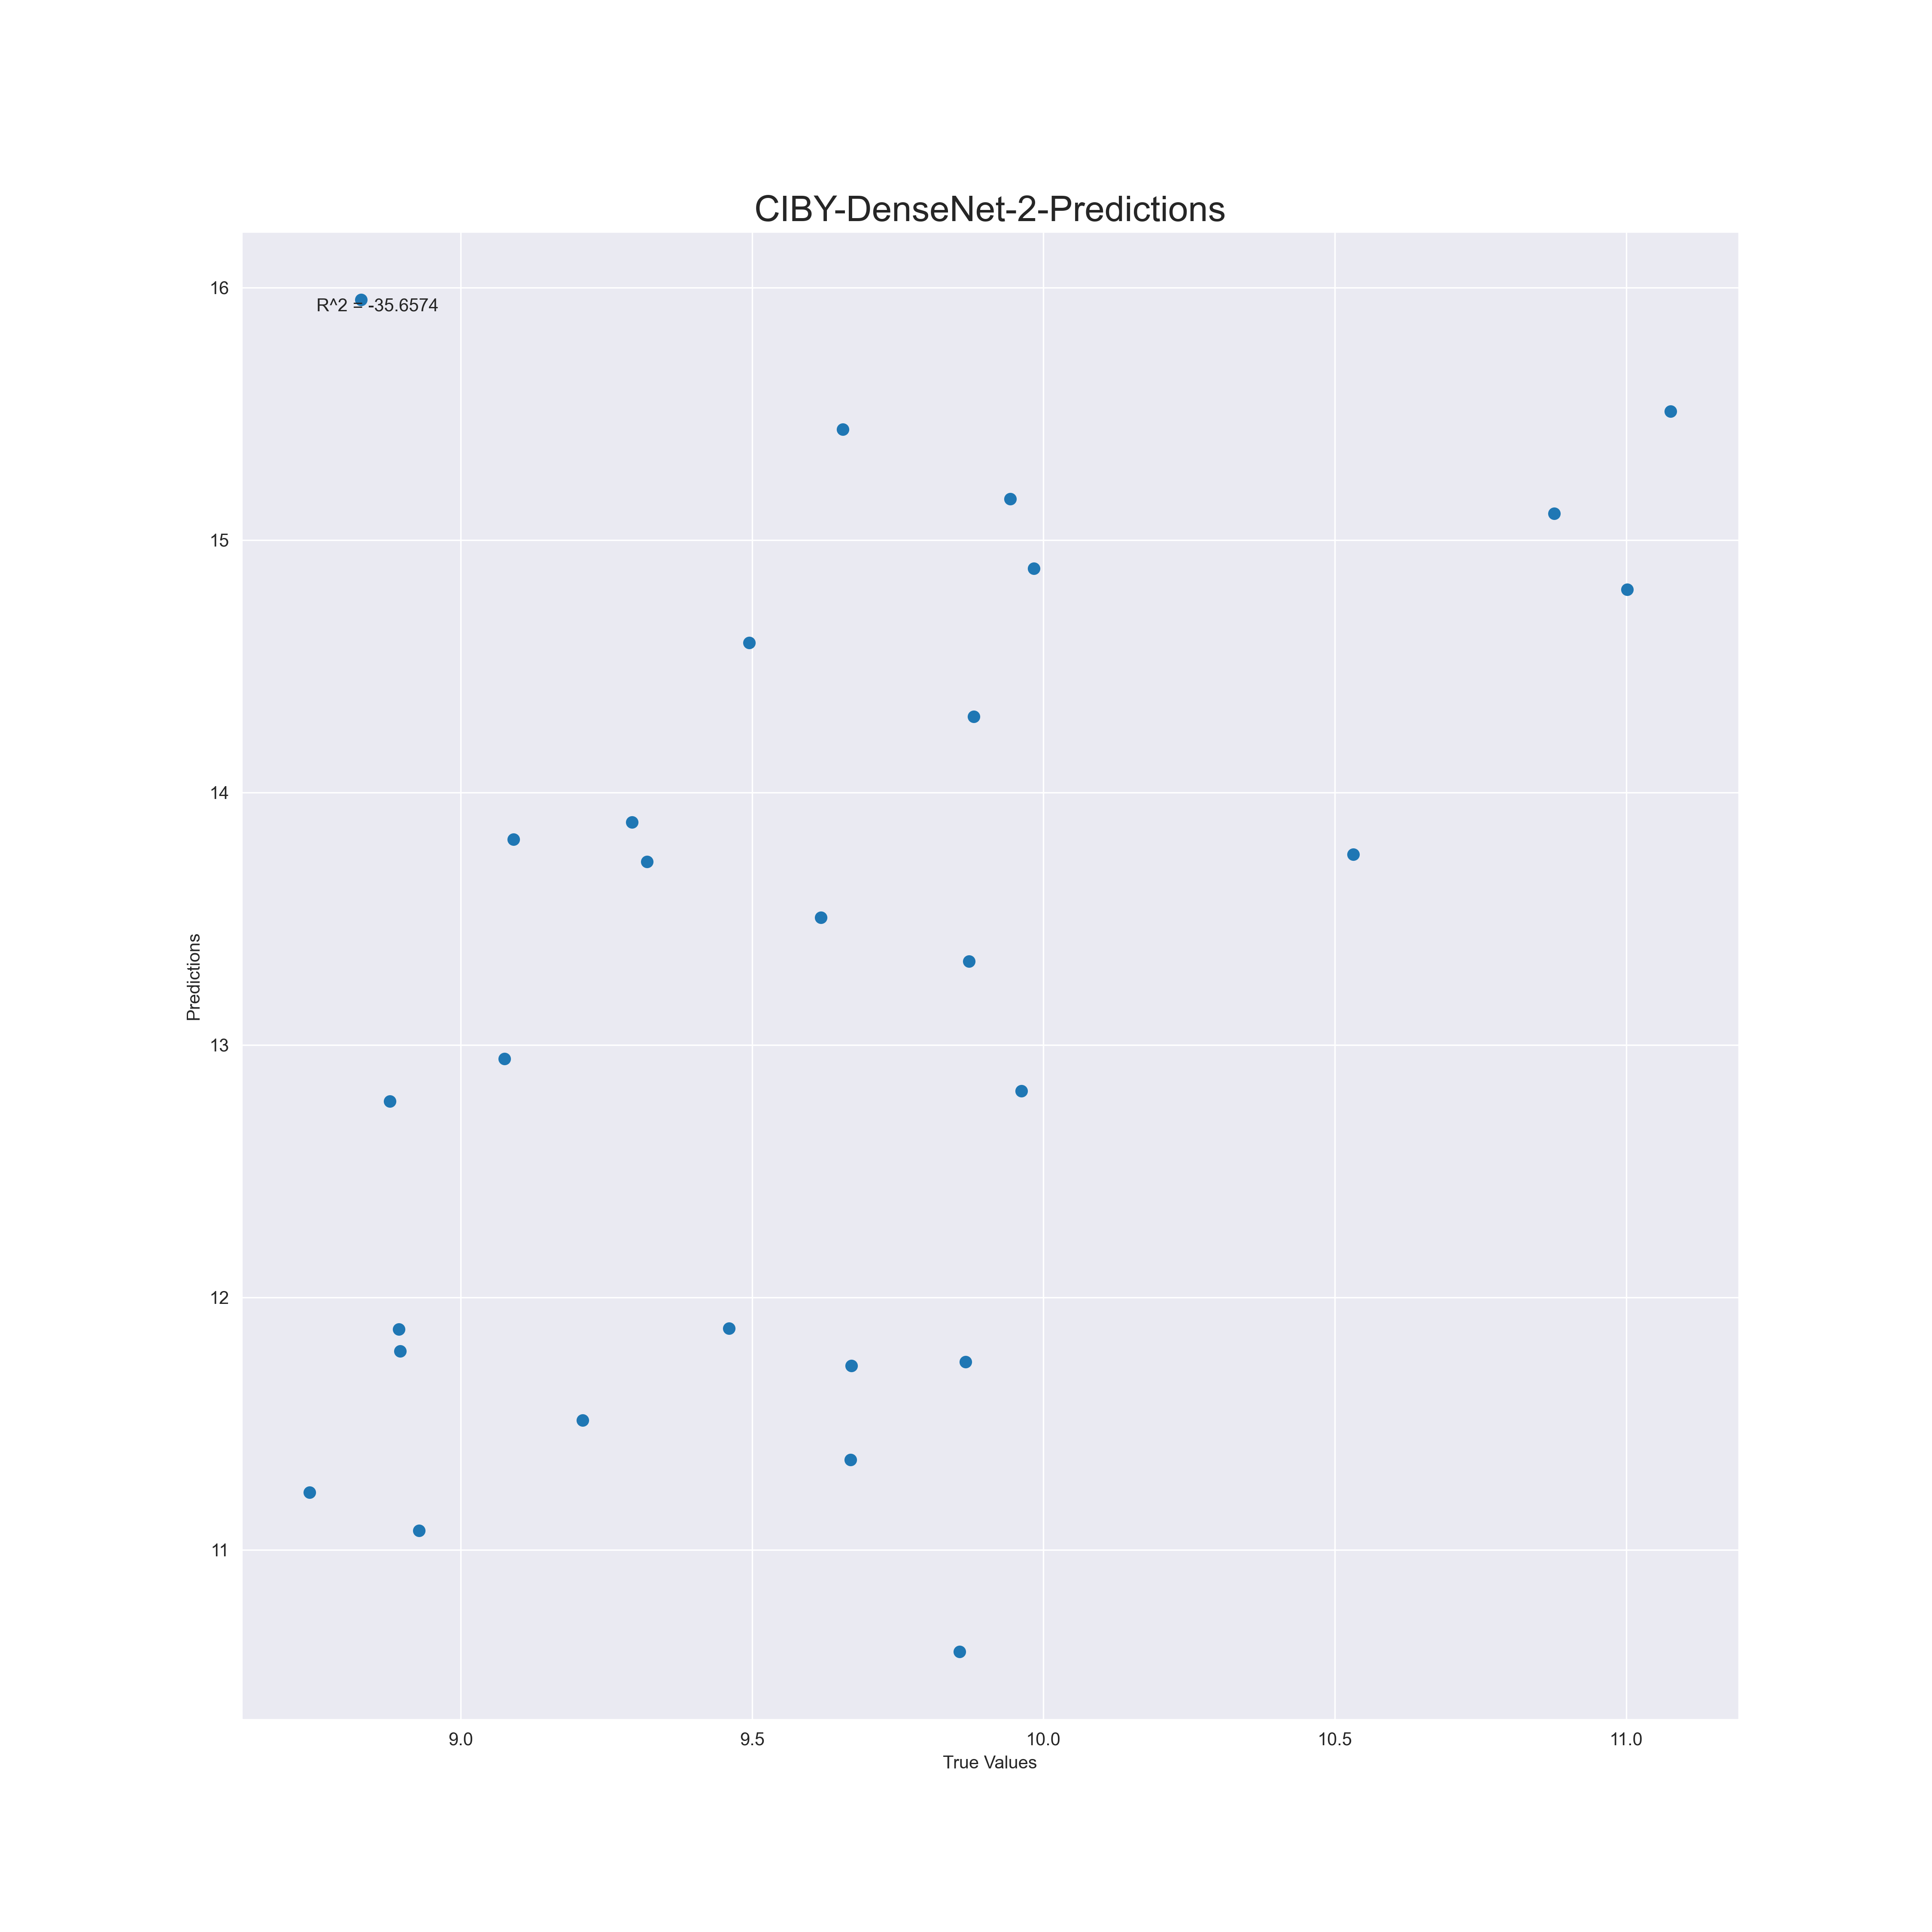 CIBY-DenseNet-2-Predictions
R^2 = -35.6574
16
15
14
13
12
11
Predictions
9.0 9.5 10.0 10.5 11.0
True Values